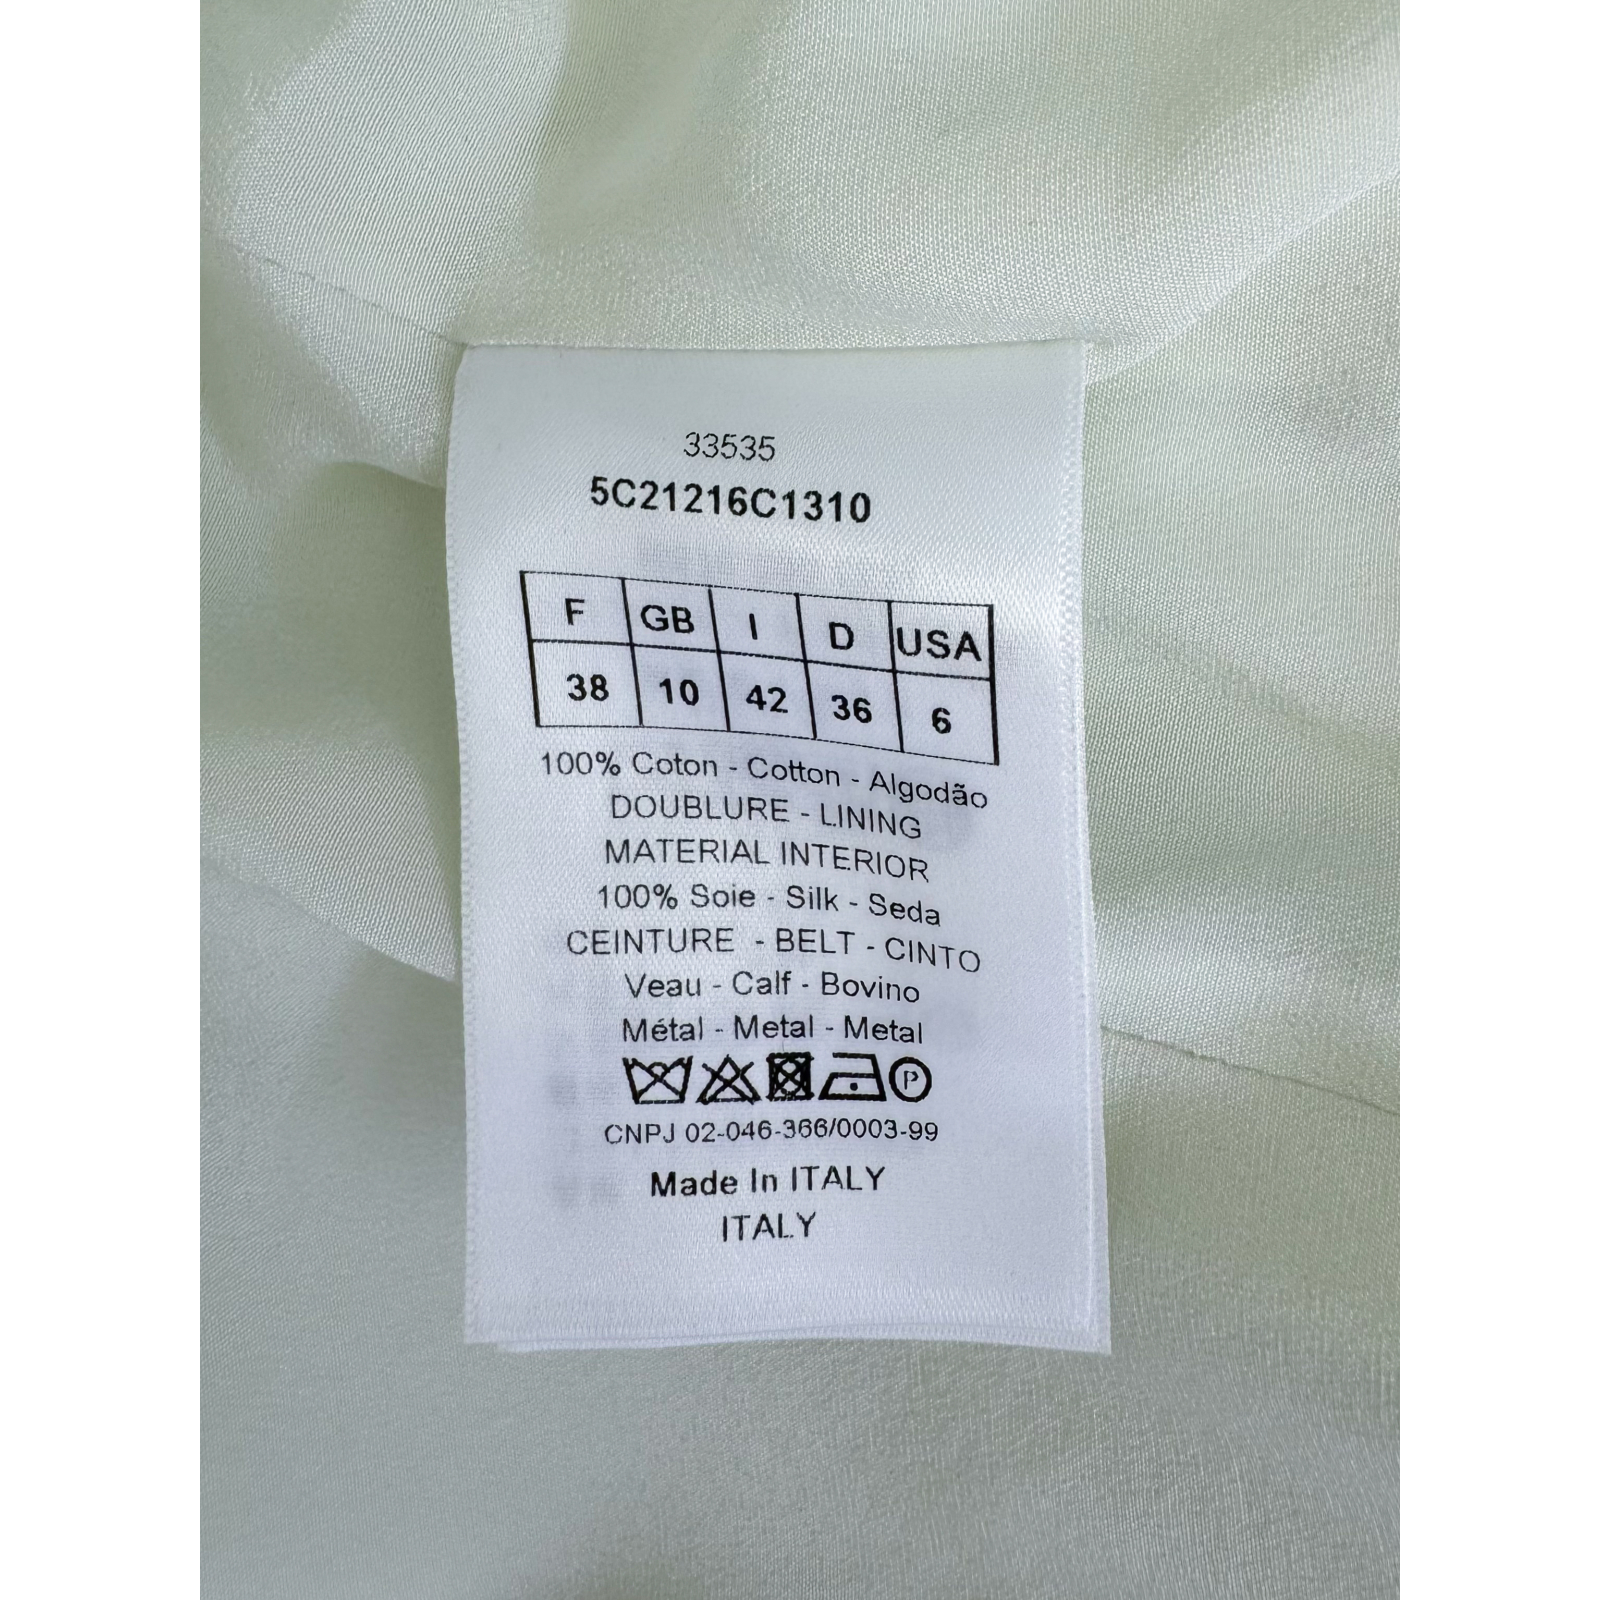 33535
5C21216C1310
F GB I D USA
38 10 42 36 6
100% Coton - Cotton - Algodão
DOUBLURE - LINING
MATERIAL INTERIOR
100% Soie - Silk - Seda
CEINTURE - BELT - CINTO
Veau - Calf - Bovino
Métal - Metal - Metal
P
CNPJ 02-046-366/0003-99
Made In ITALY
ITALY